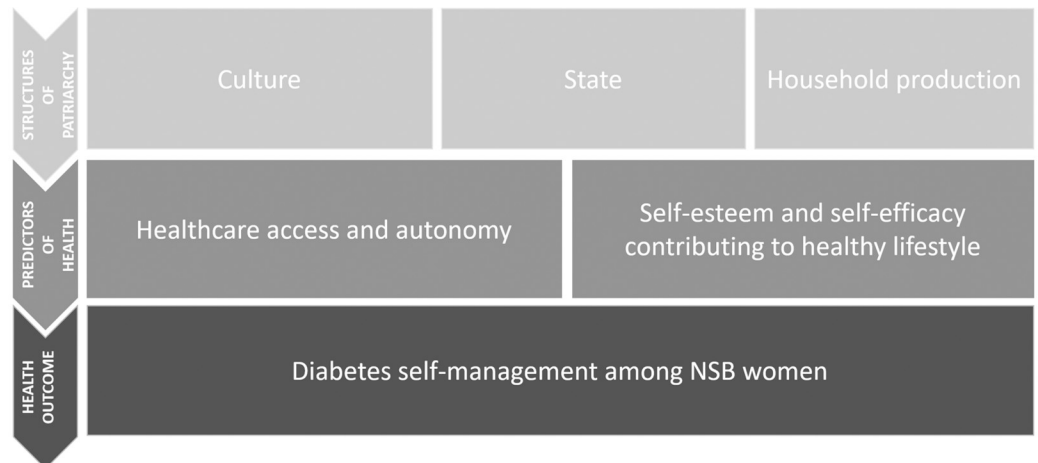 STRUCTURES
OF
PATRIARCHY
Culture
State
Household production
PREDICTORS
OF
HEALTH
Healthcare access and autonomy
Self-esteem and self-efficacy
contributing to healthy lifestyle
HEALTH
OUTCOME
Diabetes self-management among NSB women